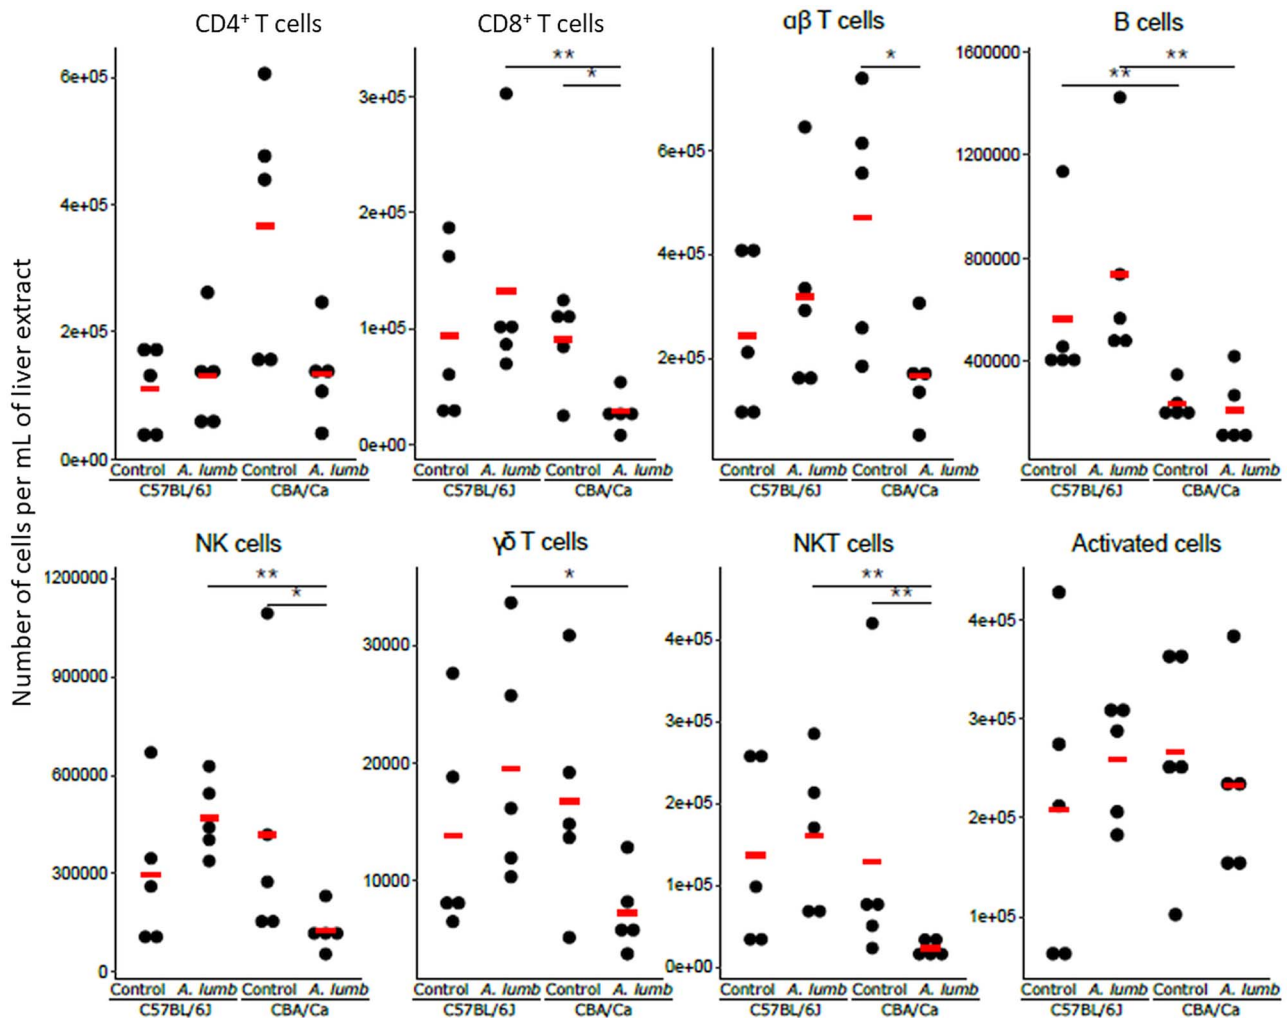 CD4⁺ T cells
CD8⁺ T cells
αβ T cells
B cells
Number of cells per mL of liver extract
6e+05
4e+05
2e+05
0e+00
Control A. lumb Control A. lumb
C57BL/6J CBA/Ca
**
*
3e+05
2e+05
1e+05
0e+00
Control A. lumb Control A. lumb
C57BL/6J CBA/Ca
*
6e+05
4e+05
2e+05
Control A. lumb Control A. lumb
C57BL/6J CBA/Ca
1600000
**
**
1200000
800000
400000
Control A. lumb Control A. lumb
C57BL/6J CBA/Ca
NK cells
γδ T cells
NKT cells
Activated cells
1200000
**
*
900000
600000
300000
0
Control A. lumb Control A. lumb
C57BL/6J CBA/Ca
*
30000
20000
10000
Control A. lumb Control A. lumb
C57BL/6J CBA/Ca
**
**
4e+05
3e+05
2e+05
1e+05
0e+00
Control A. lumb Control A. lumb
C57BL/6J CBA/Ca
4e+05
3e+05
2e+05
1e+05
Control A. lumb Control A. lumb
C57BL/6J CBA/Ca